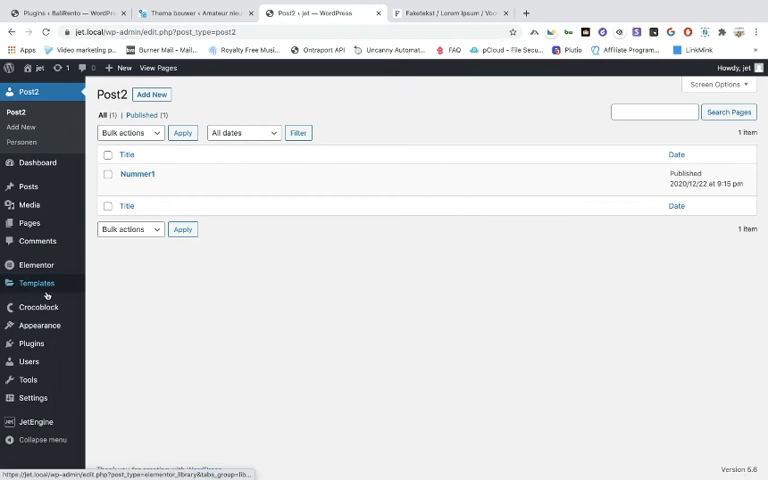 Plugins ‹ BaliRento — WordPr
Thema bouwer ‹ Amateur nieu
Post2 ‹ jet — WordPress
Faketekst / Lorem Ipsum / Voo
jet.local/wp-admin/edit.php?post_type=post2
Apps
Video marketing p...
Burner Mail - Mail...
Royalty Free Musi...
Ontraport API
Uncanny Automat...
FAQ
pCloud - File Secu...
Plutio
Affiliate Program...
LinkMink
jet
1
0
New
View Pages
Howdy, jet
Post2
Post2
Add New
Personen
Dashboard
Posts
Media
Pages
Comments
Elementor
Templates
Crocoblock
Appearance
Plugins
Users
Tools
Settings
JetEngine
Collapse menu
Screen Options
Post2
Add New
All (1) | Published (1)
Search Pages
Bulk actions
Apply
All dates
Filter
1 item
Title
Date
Nummer1
Published
2020/12/22 at 9:15 pm
Title
Date
Bulk actions
Apply
1 item
Version 5.6
https://jet.local/wp-admin/edit.php?post_type=elementor_library&tabs_group=lib...